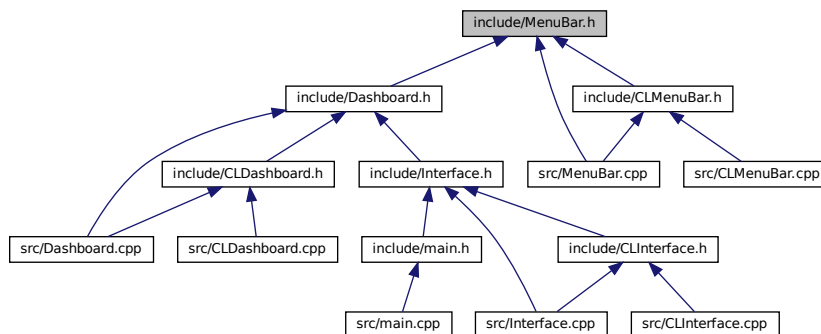 include/MenuBar.h
include/Dashboard.h
include/CLMenuBar.h
include/CLDashboard.h
include/Interface.h
src/MenuBar.cpp
src/CLMenuBar.cpp
src/Dashboard.cpp
src/CLDashboard.cpp
include/main.h
include/CLInterface.h
src/main.cpp
src/Interface.cpp
src/CLInterface.cpp